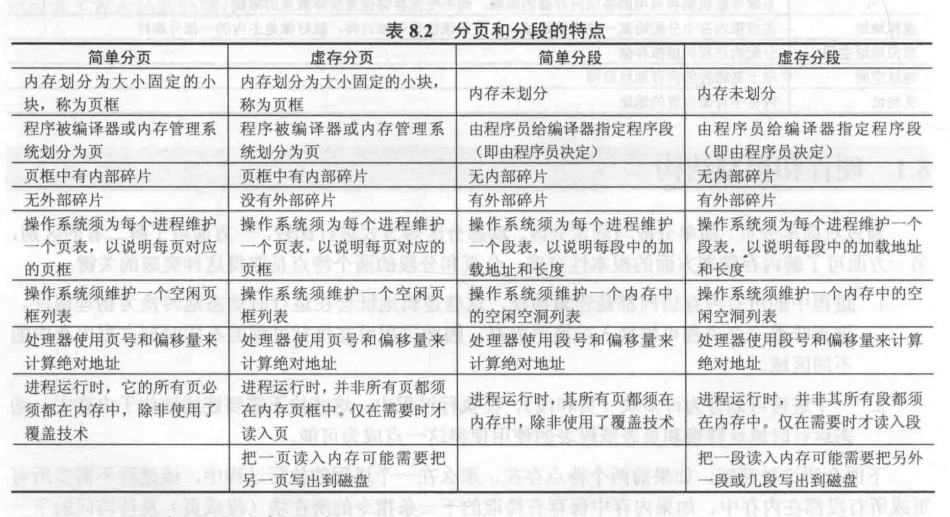 表 8.2 分页和分段的特点
简单分页 虚存分页 简单分段 虚存分段
内存划分为大小固定的小块，称为页框
内存划分为大小固定的小块，称为页框
内存未划分
内存未划分
程序被编译器或内存管理系统划分为页
程序被编译器或内存管理系统划分为页
由程序员给编译器指定程序段（即由程序员决定）
由程序员给编译器指定程序段（即由程序员决定）
页框中有内部碎片
页框中有内部碎片
无内部碎片
无内部碎片
无外部碎片
没有外部碎片
有外部碎片
有外部碎片
操作系统须为每个进程维护一个页表，以说明每页对应的页框
操作系统须为每个进程维护一个页表，以说明每页对应的页框
操作系统须为每个进程维护一个段表，以说明每段中的加载地址和长度
操作系统须为每个进程维护一个段表，以说明每段中的加载地址和长度
操作系统须维护一个空闲页框列表
操作系统须维护一个空闲页框列表
操作系统须维护一个内存中的空闲空洞列表
操作系统须维护一个内存中的空闲空洞列表
处理器使用页号和偏移量来计算绝对地址
处理器使用页号和偏移量来计算绝对地址
处理器使用段号和偏移量来计算绝对地址
处理器使用段号和偏移量来计算绝对地址
进程运行时，它的所有页必须都在内存中，除非使用了覆盖技术
进程运行时，并非所有页都须在内存页框中。仅在需要时才读入页
进程运行时，其所有页都须在内存中，除非使用了覆盖技术
进程运行时，并非其所有段都须在内存中。仅在需要时才读入段
把一页读入内存可能需要把另一页写出到磁盘
把一段读入内存可能需要把另外一段或几段写出到磁盘